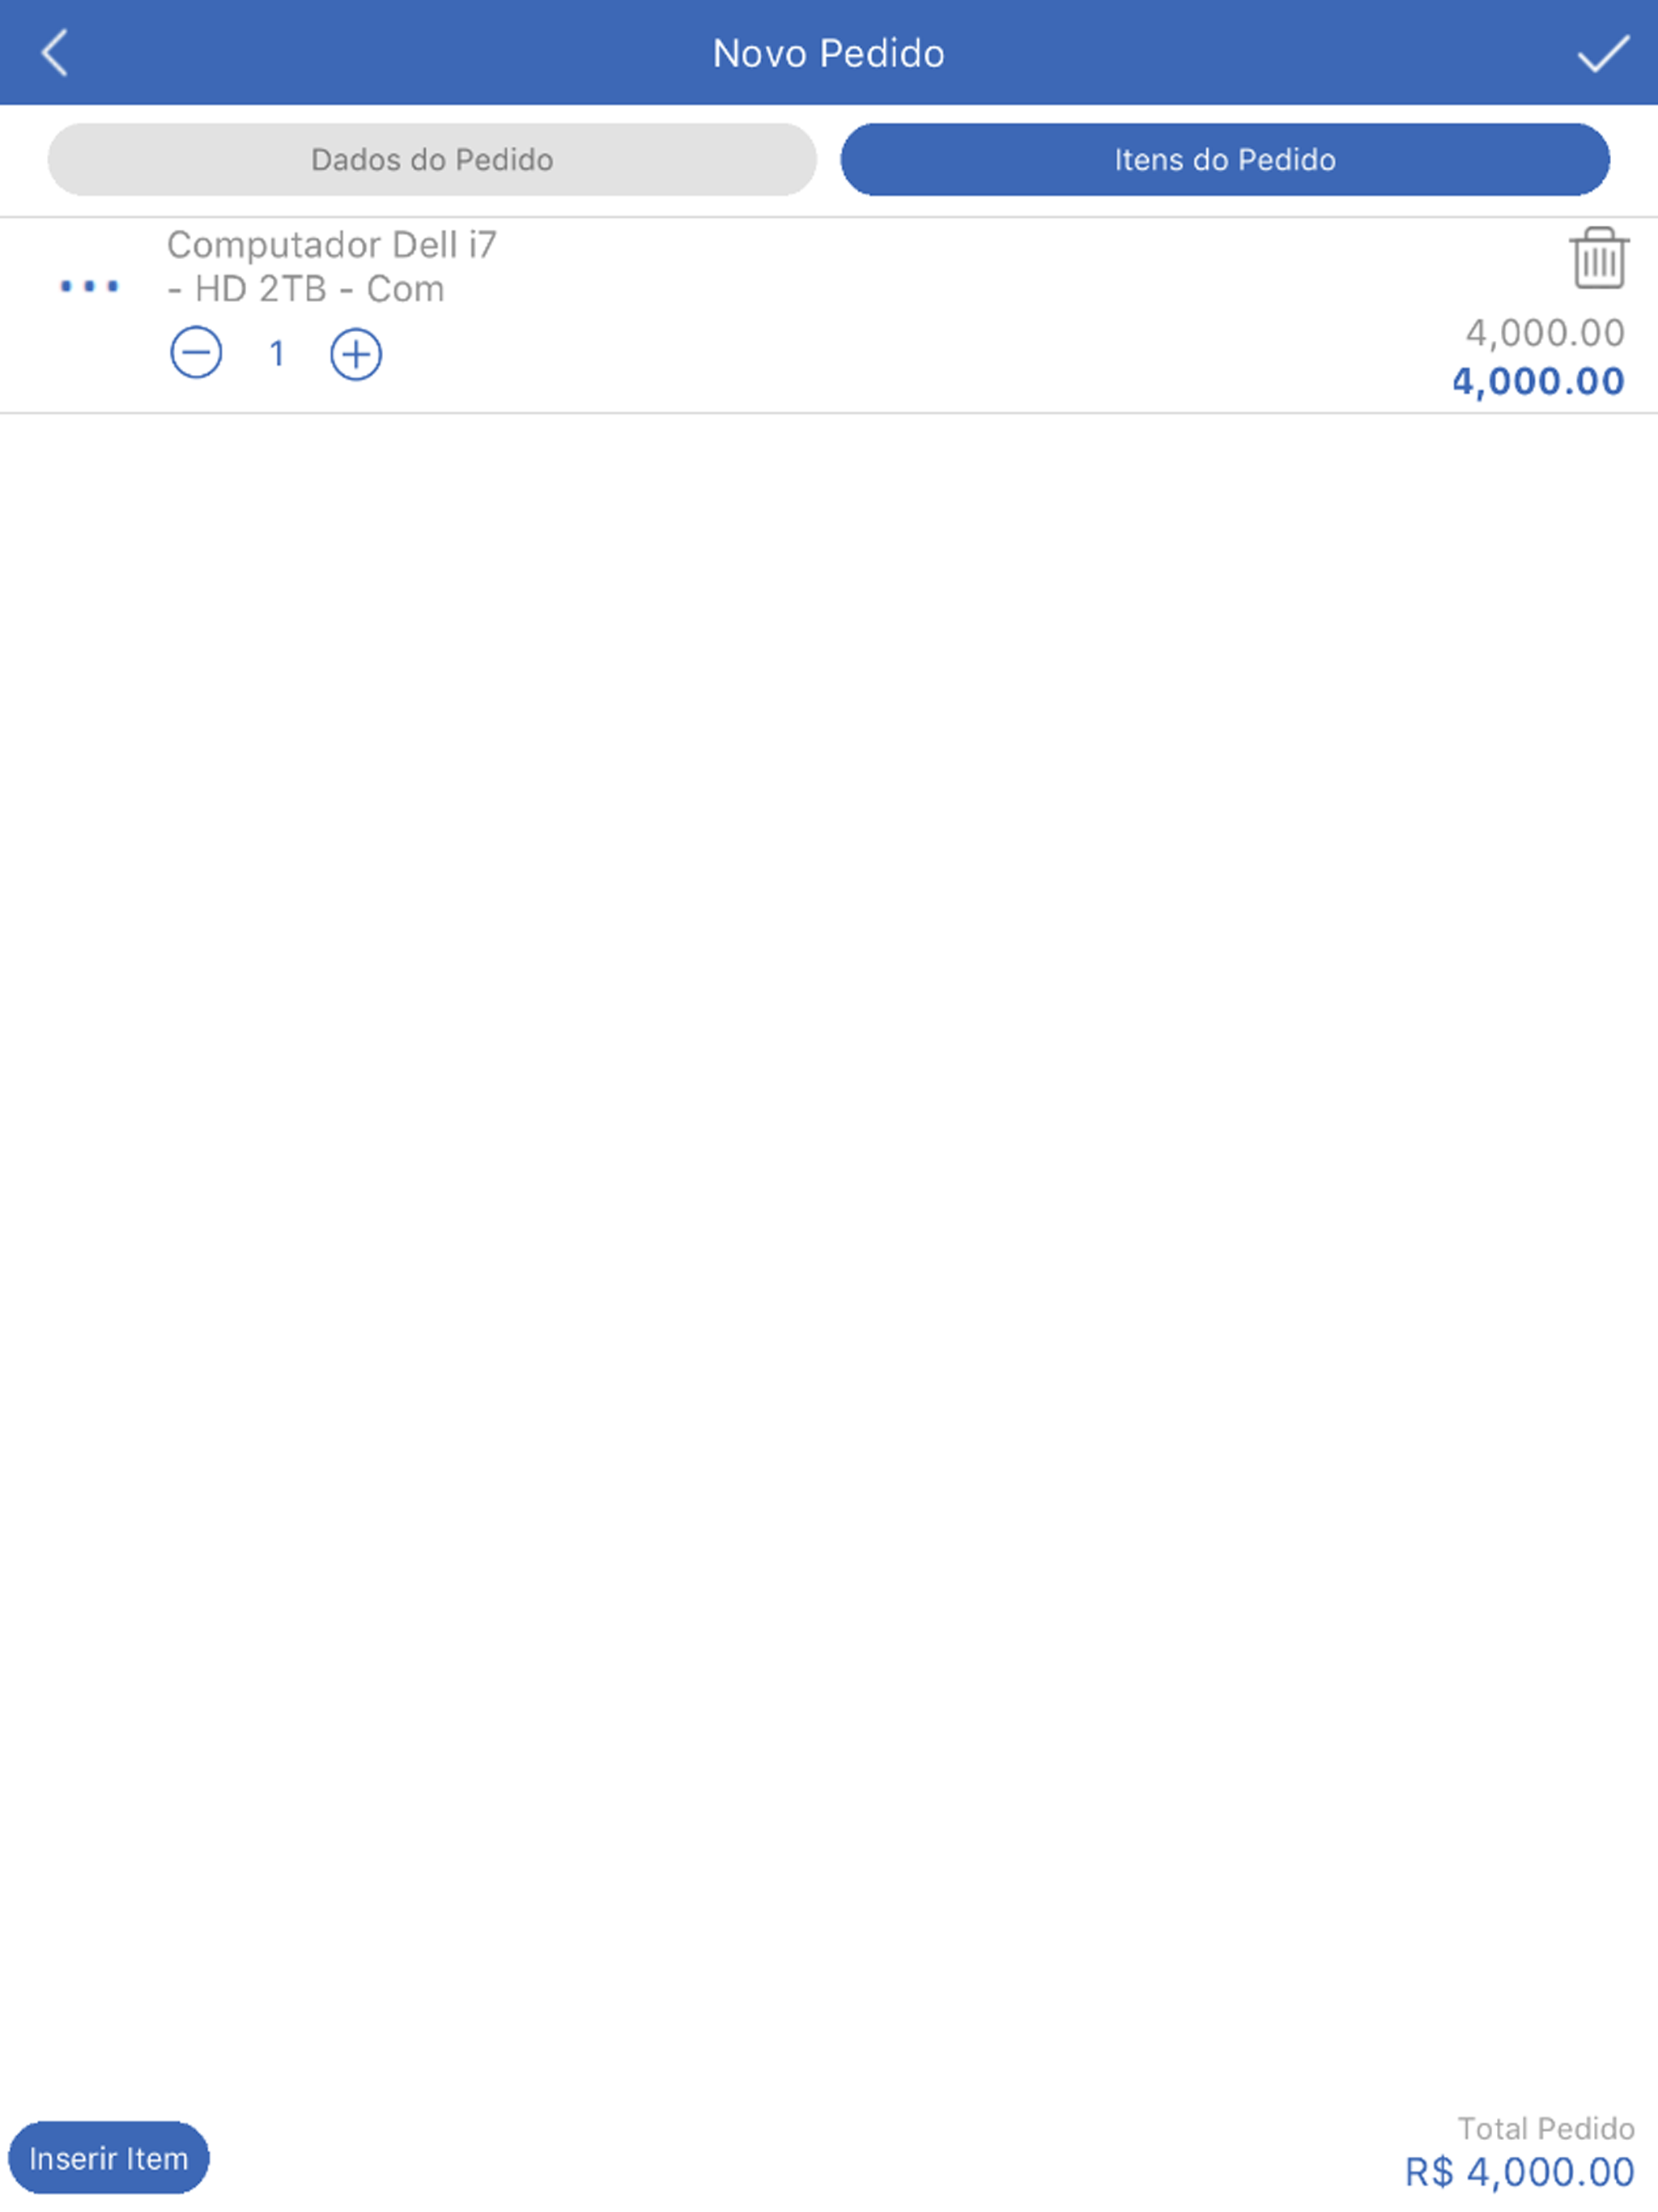 Novo Pedido
Dados do Pedido
Itens do Pedido
Computador Dell i7
- HD 2TB - Com
1
4,000.00
4,000.00
Inserir Item
Total Pedido
R$ 4,000.00